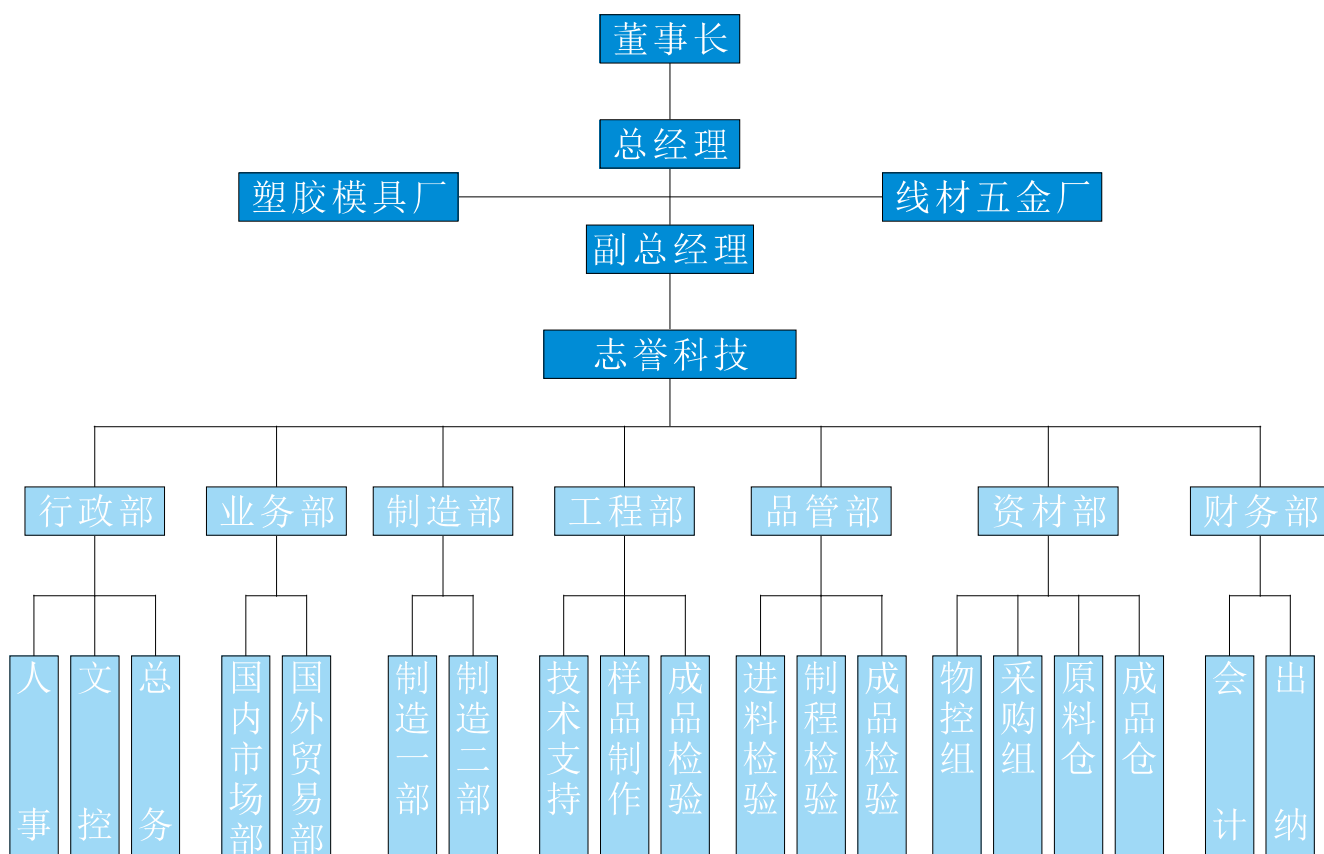 董事长
总经理
塑胶模具厂
线材五金厂
副总经理
志誉科技
行政部
业务部
制造部
工程部
品管部
资材部
财务部
人事
文控
总务
国内市场部
国外贸易部
制造一部
制造二部
技术支持
样品制作
成品检验
进料检验
制程检验
成品检验
物控组
采购组
原料仓
成品仓
会计
出纳